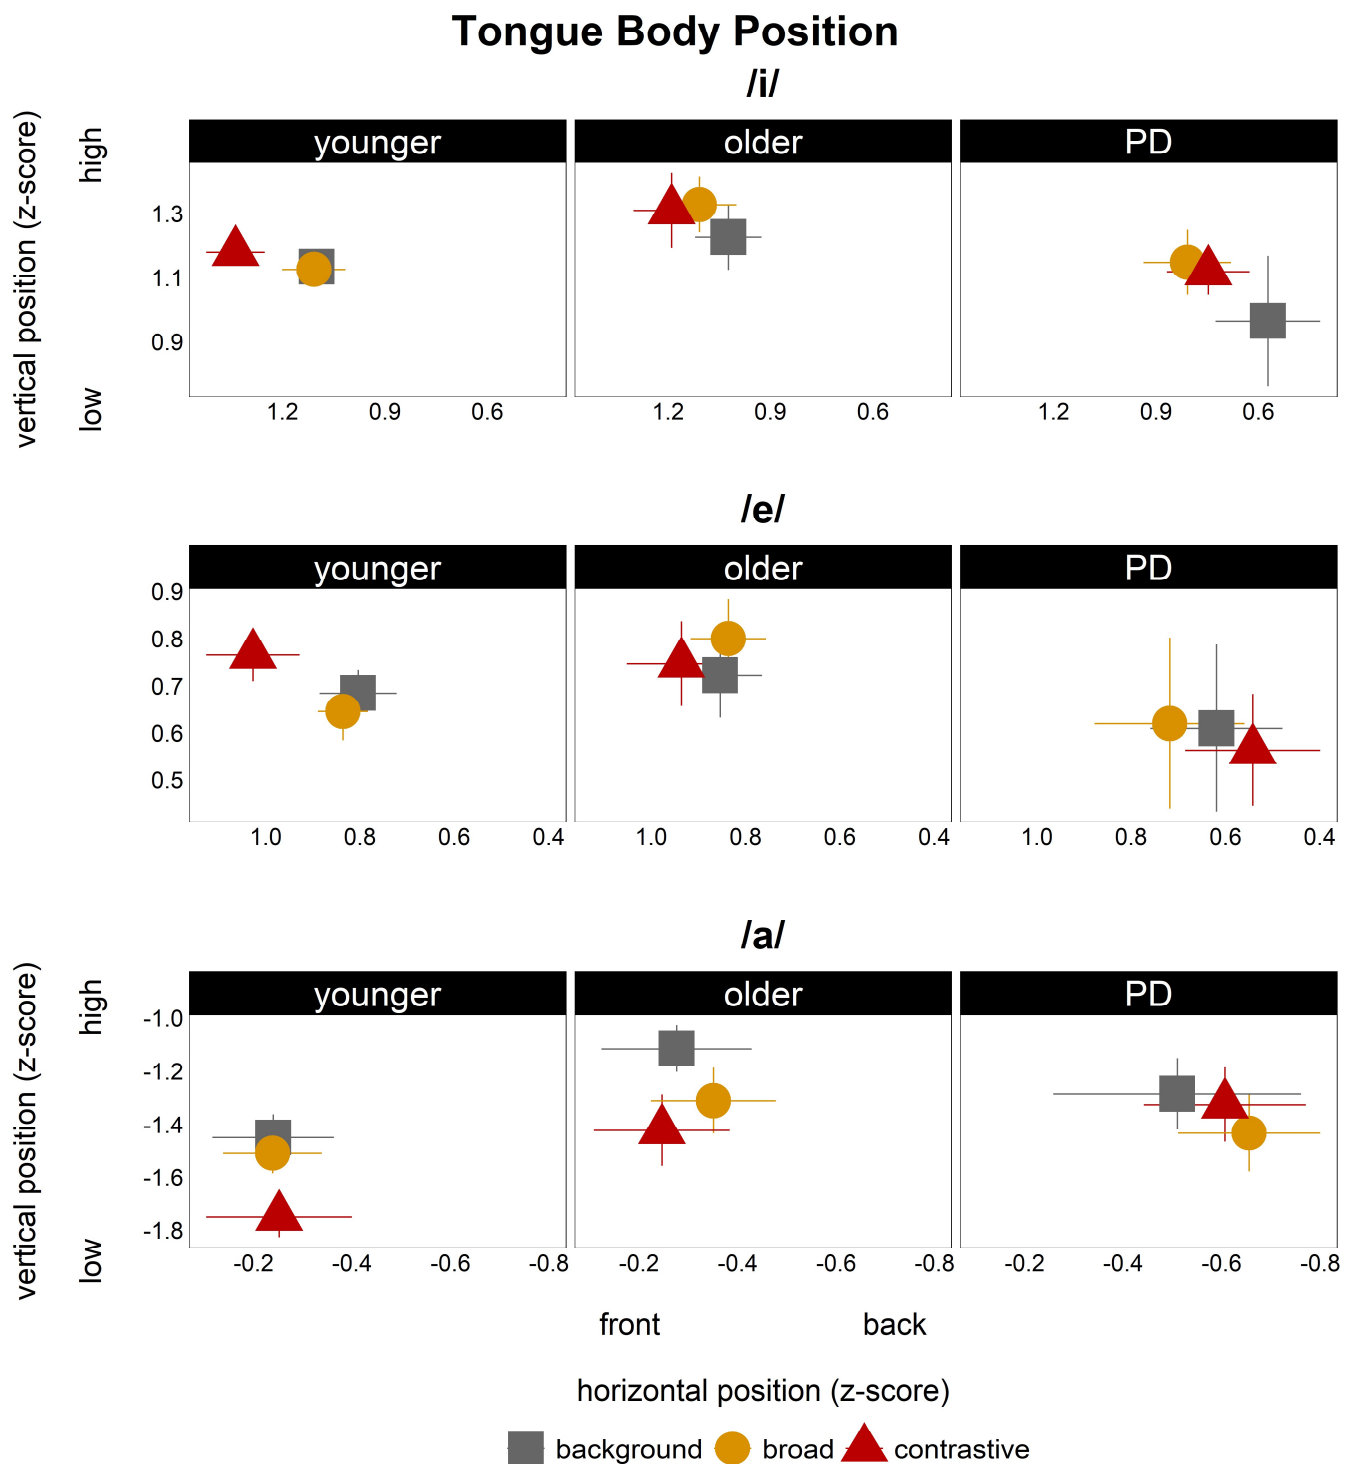 Tongue Body Position
/i/
vertical position (z-score)
low high
younger older PD
1.3
1.1
0.9
1.2 0.9 0.6 1.2 0.9 0.6 1.2 0.9 0.6
/e/
younger older PD
0.9
0.8
0.7
0.6
0.5
1.0 0.8 0.6 0.4 1.0 0.8 0.6 0.4 1.0 0.8 0.6 0.4
/a/
vertical position (z-score)
low high
younger older PD
-1.0
-1.2
-1.4
-1.6
-1.8
-0.2 -0.4 -0.6 -0.8 -0.2 -0.4 -0.6 -0.8 -0.2 -0.4 -0.6 -0.8
front back
horizontal position (z-score)
background broad contrastive